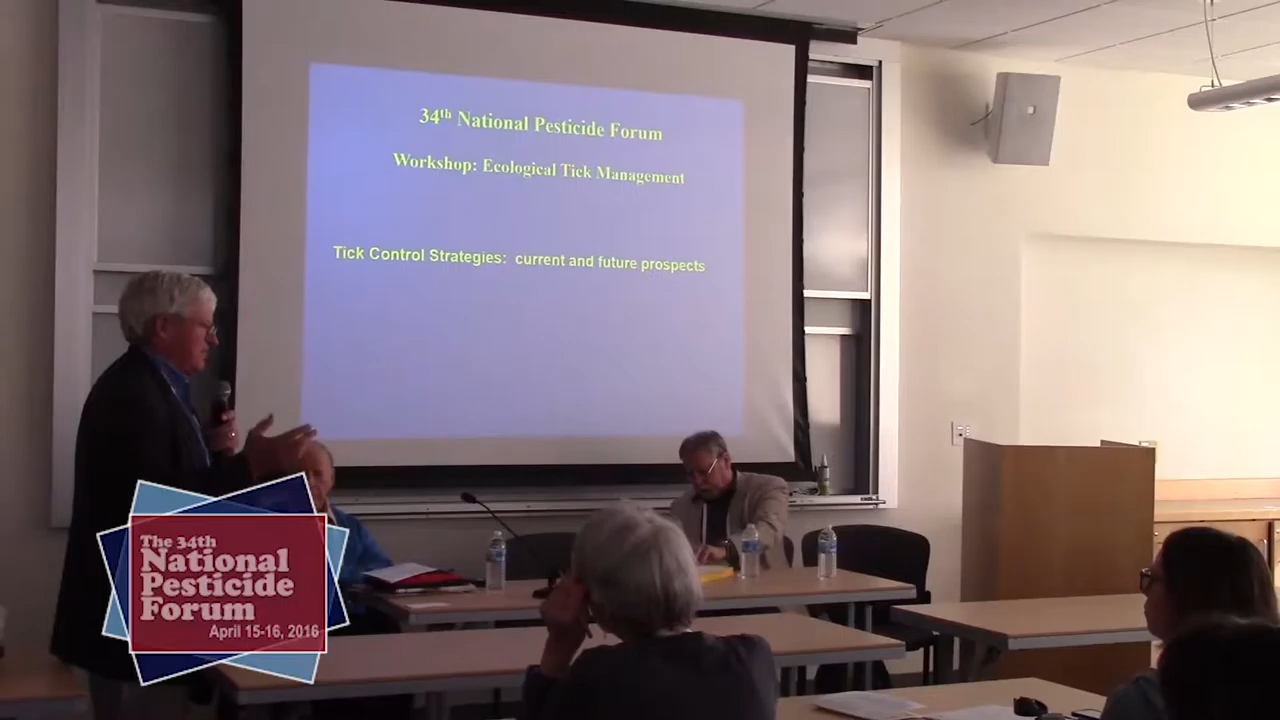 34th National Pesticide Forum
Workshop: Ecological Tick Management
Tick Control Strategies: current and future prospects
The 34th
National
Pesticide
Forum
April 15-16, 2016